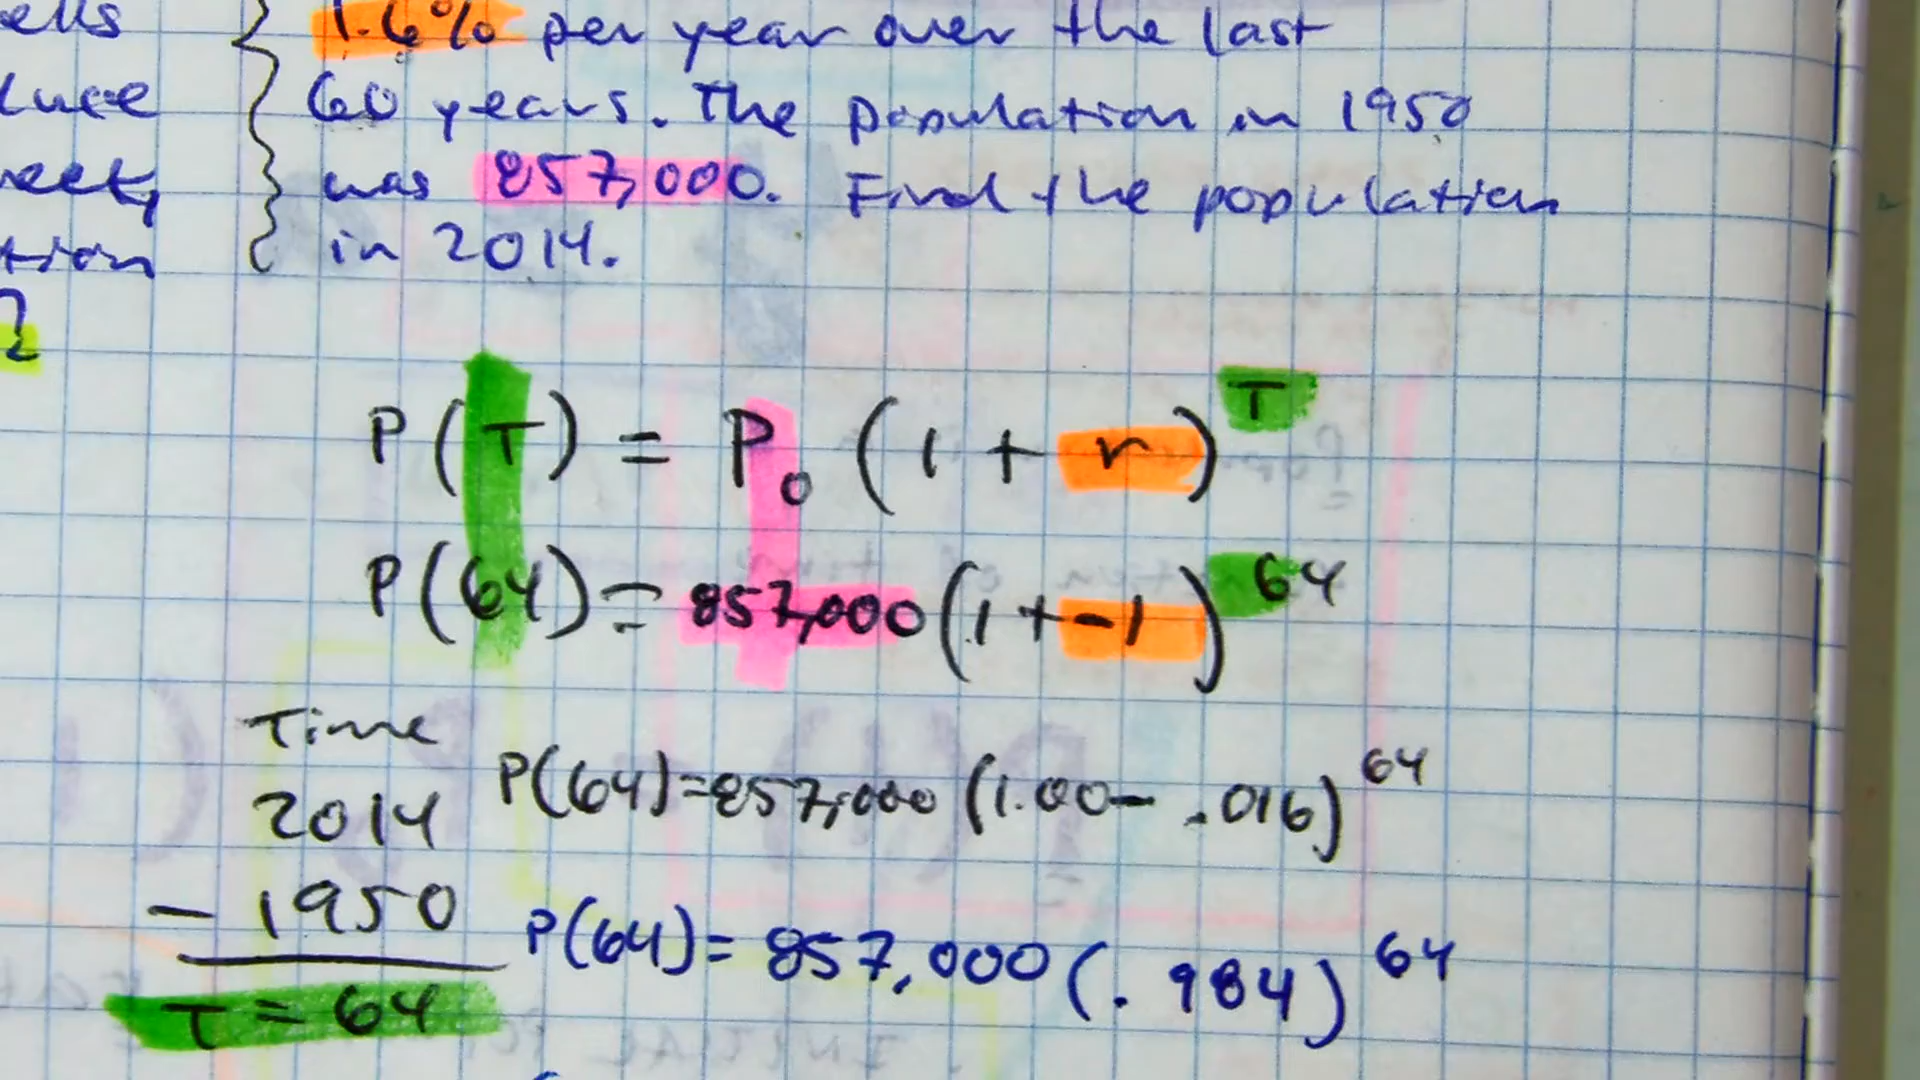 1.6% per year over the last
60 years. The population in 1950
was 857,000. Find the population
in 2014.
P(T) = P₀ (1 + r)^T
P(64) = 857,000 (1 + -1)^64
Time
2014
- 1950
T = 64
P(64) = 857,000 (1.00 - .016)^64
P(64) = 857,000 (.984)^64